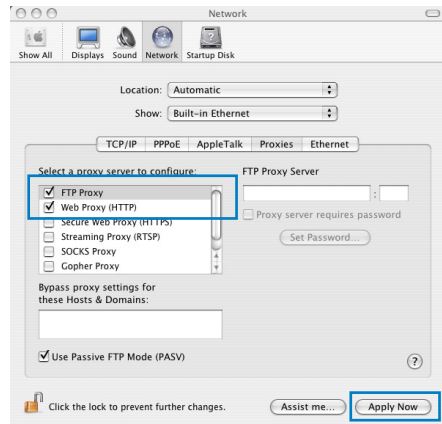 Network
Show All Displays Sound Network Startup Disk
Location: Automatic
Show: Built-in Ethernet
TCP/IP PPPoE AppleTalk Proxies Ethernet
Select a proxy server to configure: FTP Proxy Server
FTP Proxy :
Web Proxy (HTTP) Proxy server requires password
Secure Web Proxy (HTTPS)
Streaming Proxy (RTSP) Set Password...
SOCKS Proxy
Gopher Proxy
Bypass proxy settings for
these Hosts & Domains:
Use Passive FTP Mode (PASV) ?
Click the lock to prevent further changes. Assist me... Apply Now